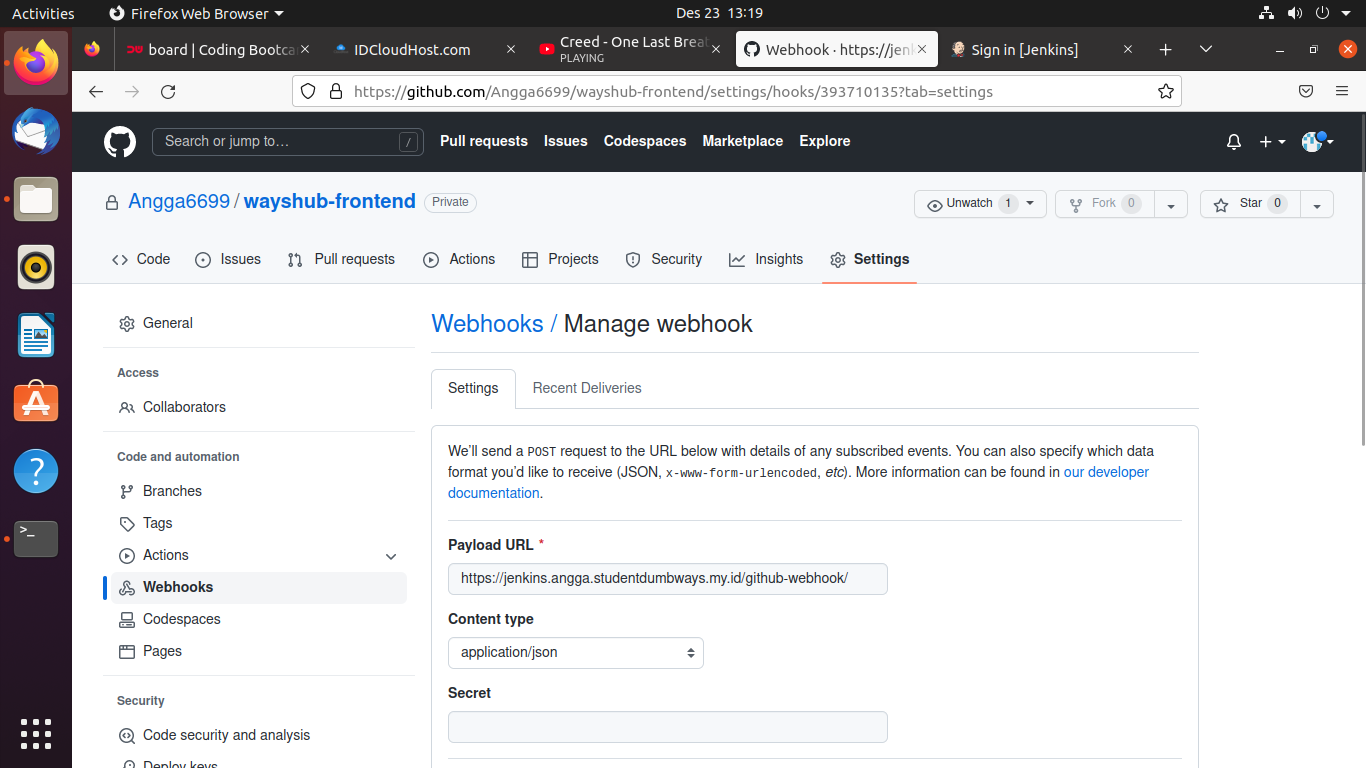 Activities
Firefox Web Browser
Des 23 13:19
board | Coding Bootca
IDCloudHost.com
Creed - One Last Breat
PLAYING
Webhook · https://jenk
Sign in [Jenkins]
https://github.com/Angga6699/wayshub-frontend/settings/hooks/393710135?tab=settings
Search or jump to…
/
Pull requests
Issues
Codespaces
Marketplace
Explore
Angga6699 / wayshub-frontend
Private
Unwatch 1
Fork 0
Star 0
Code
Issues
Pull requests
Actions
Projects
Security
Insights
Settings
General
Access
Collaborators
Code and automation
Branches
Tags
Actions
Webhooks
Codespaces
Pages
Security
Code security and analysis
Deploy keys
Webhooks / Manage webhook
Settings
Recent Deliveries
We'll send a POST request to the URL below with details of any subscribed events. You can also specify which data
format you'd like to receive (JSON, x-www-form-urlencoded, etc). More information can be found in our developer
documentation.
Payload URL *
https://jenkins.angga.studentdumbways.my.id/github-webhook/
Content type
application/json
Secret